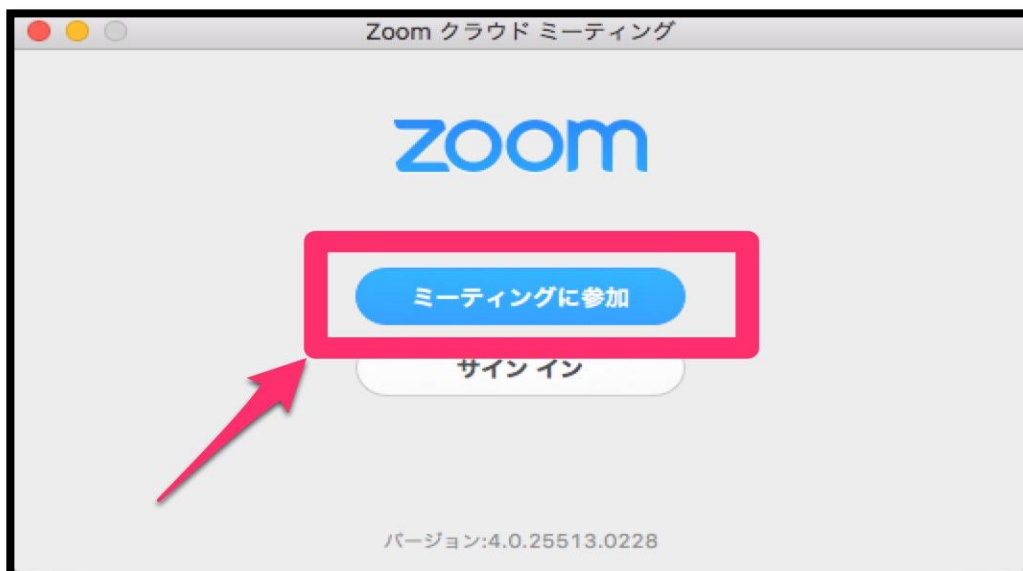 Zoom クラウド ミーティング
zoom
ミーティングに参加
サイン イン
バージョン:4.0.25513.0228